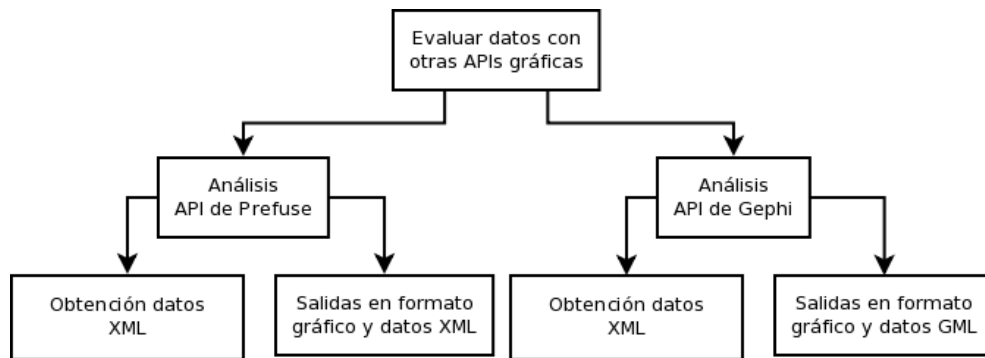 Evaluar datos con
otras APIs gráficas
Análisis
API de Prefuse
Análisis
API de Gephi
Obtención datos
XML
Salidas en formato
gráfico y datos XML
Obtención datos
XML
Salidas en formato
gráfico y datos GML